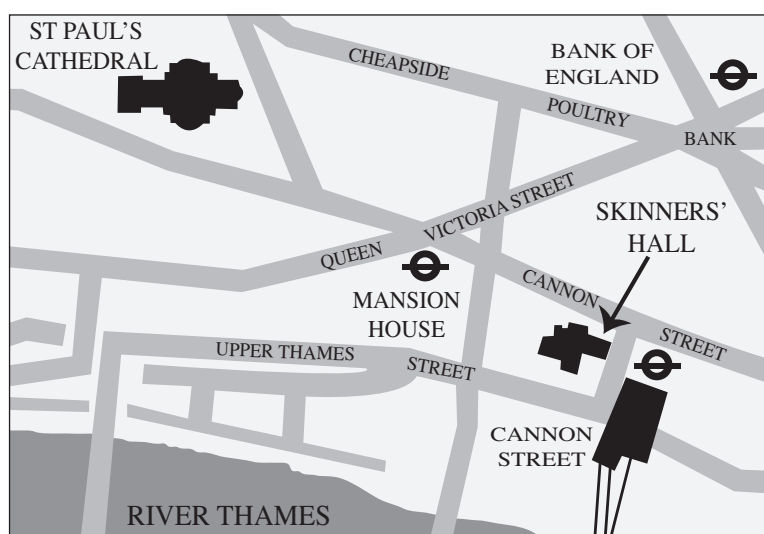 ST PAUL'S
CATHEDRAL
CHEAPSIDE
BANK OF
ENGLAND
POULTRY
BANK
QUEEN VICTORIA STREET
SKINNERS'
HALL
CANNON STREET
MANSION
HOUSE
UPPER THAMES STREET
CANNON
STREET
RIVER THAMES